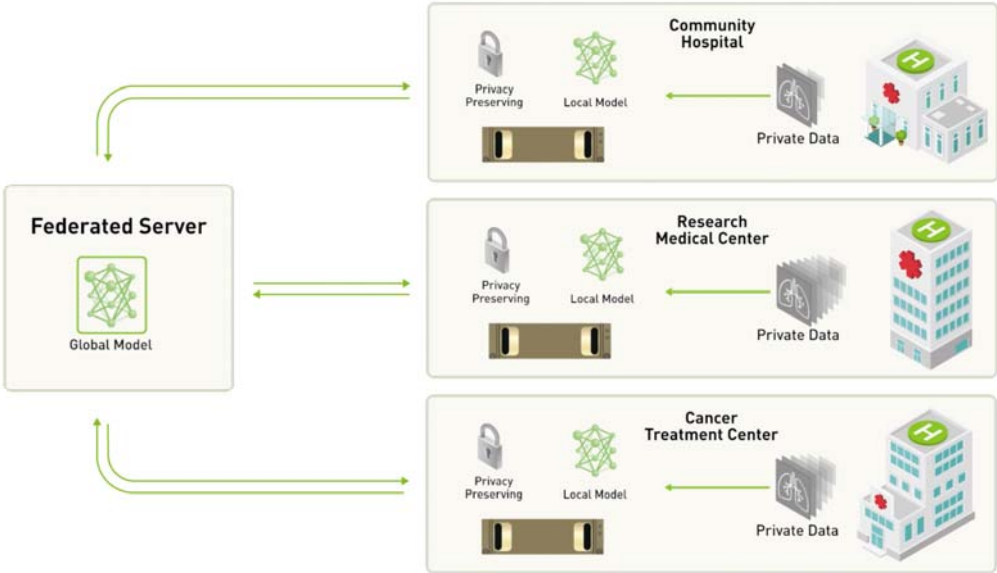 Federated Server
Global Model
Community
Hospital
Privacy
Preserving
Local Model
Private Data
H
Research
Medical Center
Privacy
Preserving
Local Model
Private Data
H
Cancer
Treatment Center
Privacy
Preserving
Local Model
Private Data
H